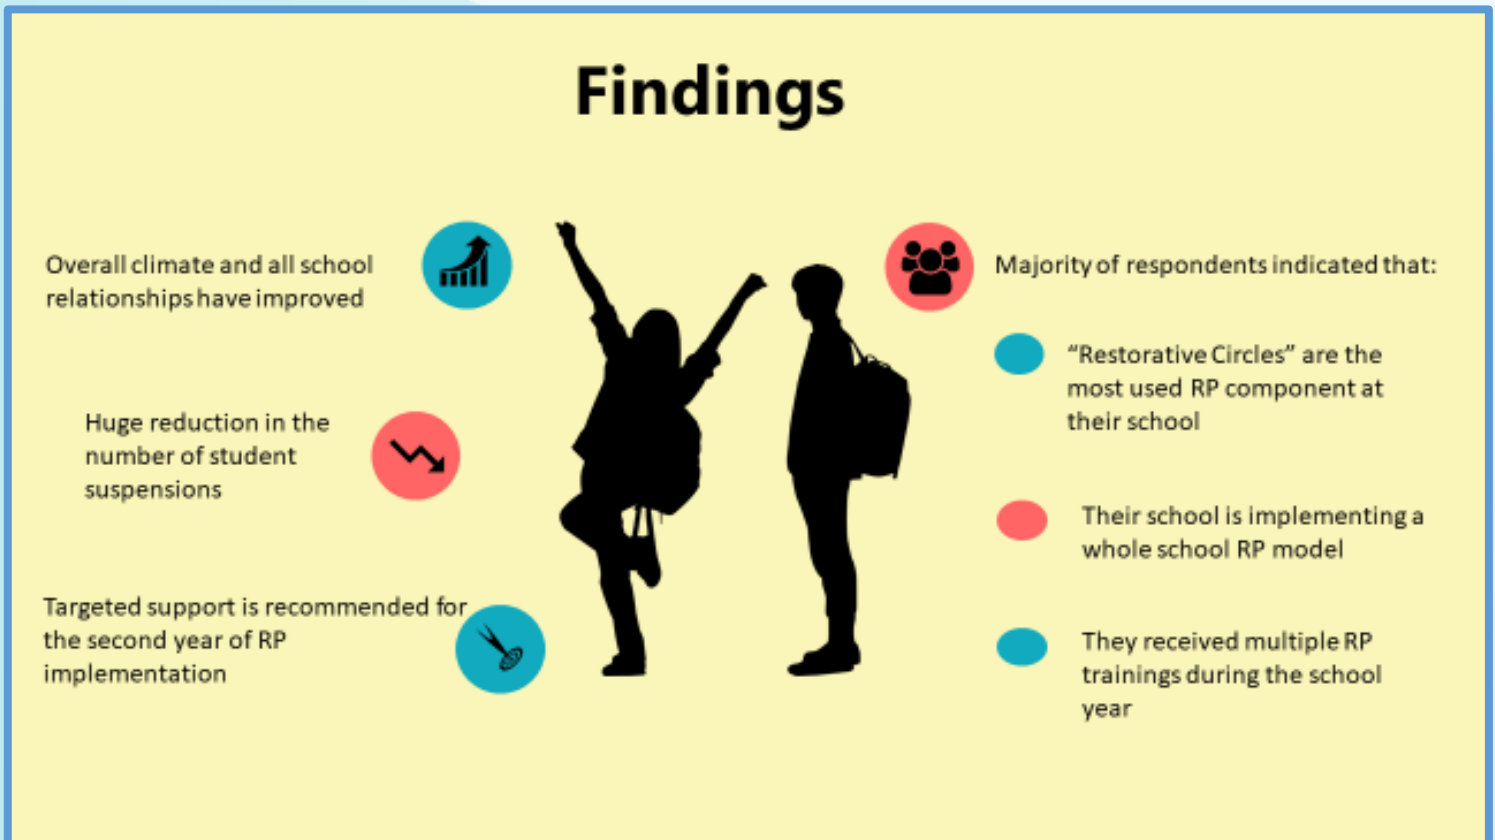 Findings
Overall climate and all school
relationships have improved
Huge reduction in the
number of student
suspensions
Targeted support is recommended for
the second year of RP
implementation
Majority of respondents indicated that:
“Restorative Circles” are the
most used RP component at
their school
Their school is implementing a
whole school RP model
They received multiple RP
trainings during the school
year